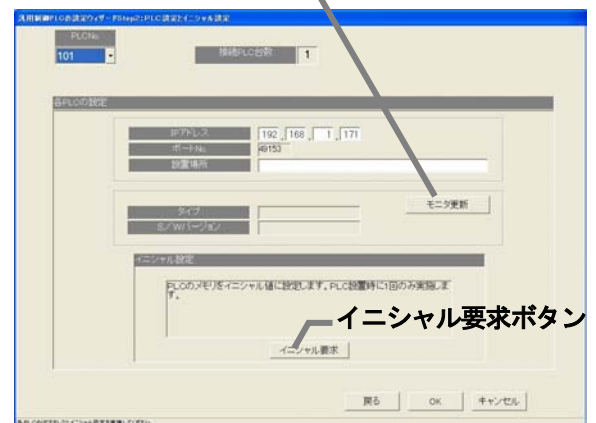 汎用制御PLCの設定ウィザード Step2:PLC設定とイニシャル設定
PLCNo
101
接続PLC台数 1
各PLCの設定
IPアドレス 192 . 168 . 1 . 171
ポートNo 49153
設置場所
モニタ更新
タイプ
S/Wバージョン
イニシャル設定
PLCのメモリをイニシャル値に設定します。PLC設置時に1回のみ実施しま
す。
イニシャル要求ボタン
イニシャル要求
戻る OK キャンセル